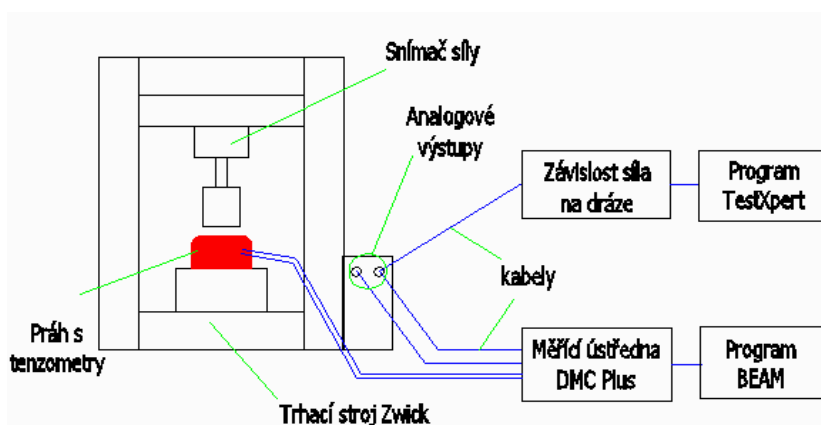 Snímač síly
Analogové
výstupy
Závislost síla
na dráze
Program
TestXpert
kabely
Práh s
tenzometry
Měřící ústředna
DMC Plus
Program
BEAM
Trhací stroj Zwick